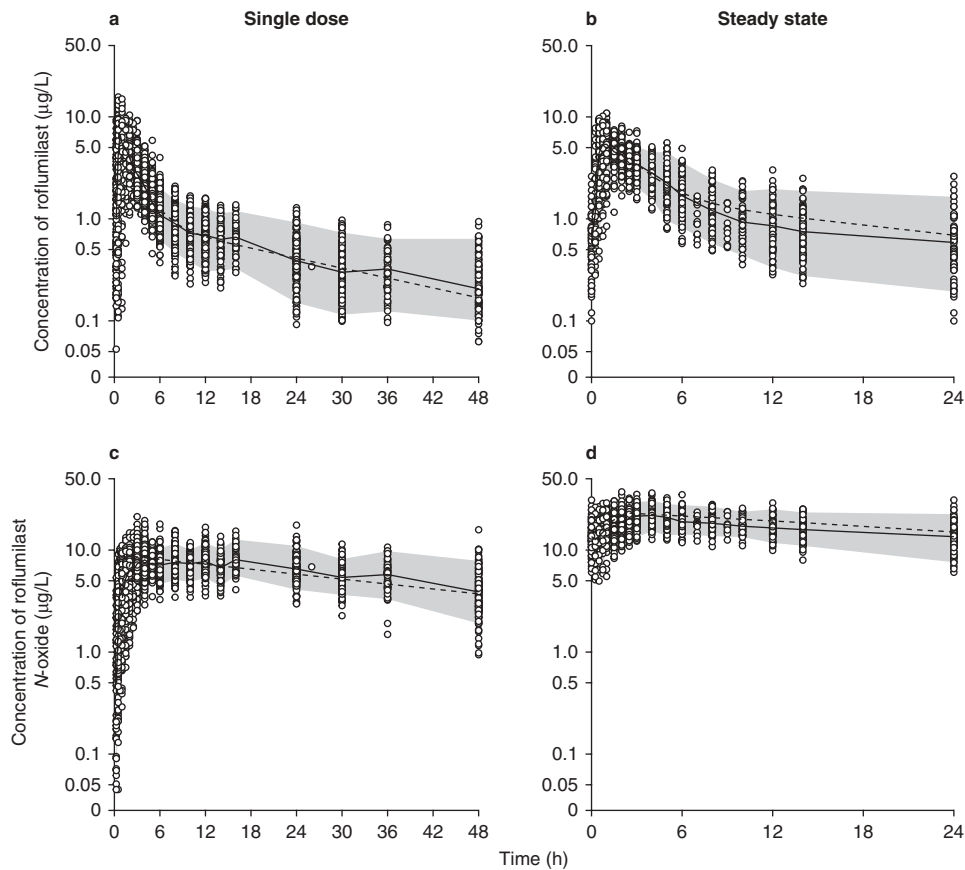 a Single dose
b Steady state
Concentration of roflumilast (μg/L)
50.0
10.0
5.0
1.0
0.5
0.1
0.05
0
0 6 12 18 24 30 36 42 48
50.0
10.0
5.0
1.0
0.5
0.1
0.05
0
0 6 12 18 24
c
d
Concentration of roflumilast
N-oxide (μg/L)
50.0
10.0
5.0
1.0
0.5
0.1
0.05
0
0 6 12 18 24 30 36 42 48
50.0
10.0
5.0
1.0
0.5
0.1
0.05
0
0 6 12 18 24
Time (h)